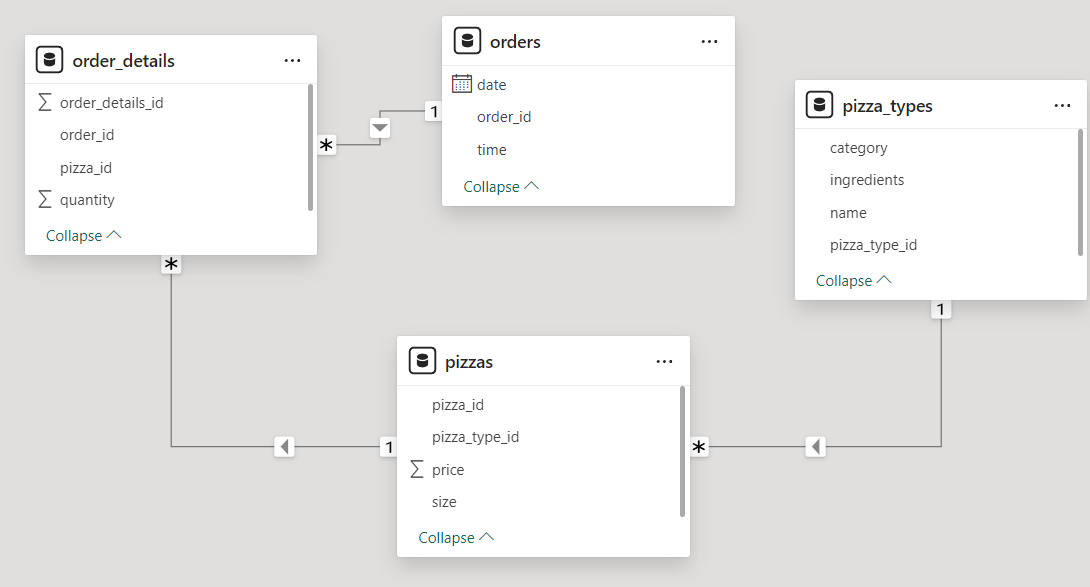 order_details
order_details_id
order_id
pizza_id
quantity
Collapse
*
*
orders
date
order_id
time
Collapse
1
pizza_types
category
ingredients
name
pizza_type_id
Collapse
1
pizzas
pizza_id
pizza_type_id
price
size
Collapse
1
*